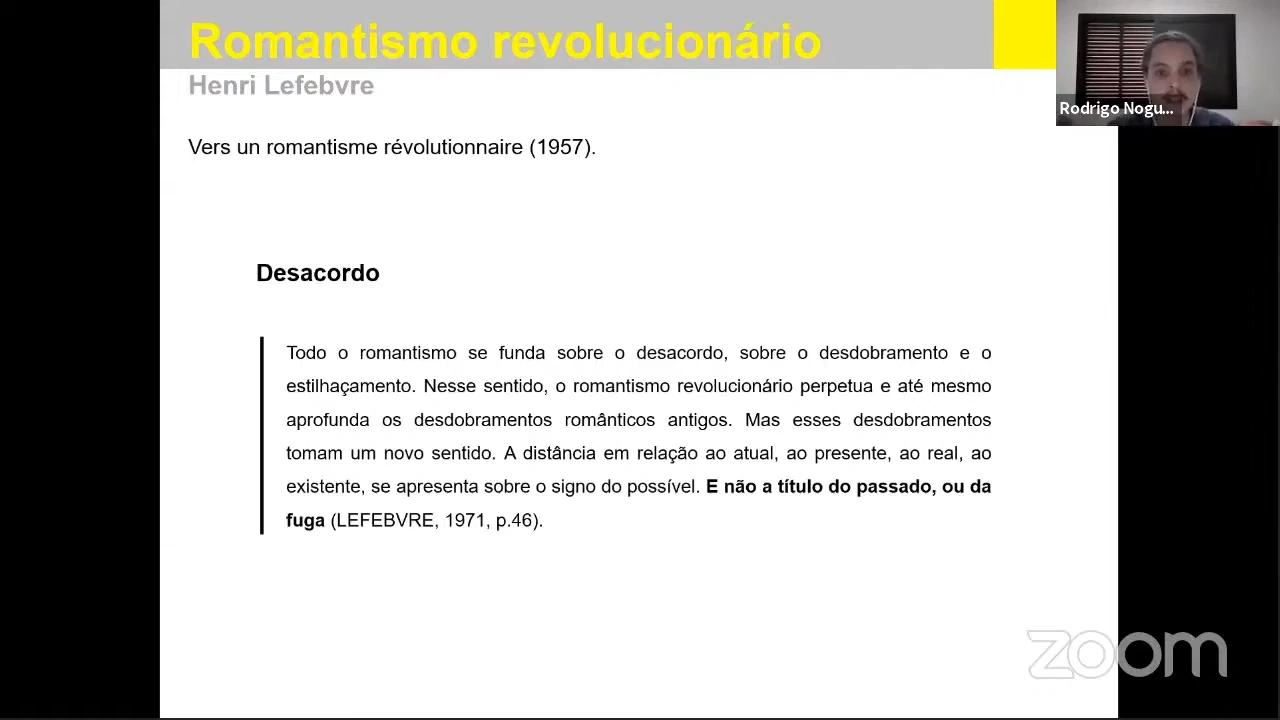 Romantismo revolucionário
Henri Lefebvre
Rodrigo Nogu...
Vers un romantisme révolutionnaire (1957).
Desacordo
Todo o romantismo se funda sobre o desacordo, sobre o desdobramento e o
estilhaçamento. Nesse sentido, o romantismo revolucionário perpetua e até mesmo
aprofunda os desdobramentos românticos antigos. Mas esses desdobramentos
tomam um novo sentido. A distância em relação ao atual, ao presente, ao real, ao
existente, se apresenta sobre o signo do possível. E não a título do passado, ou da
fuga (LEFEBVRE, 1971, p.46).
zoom